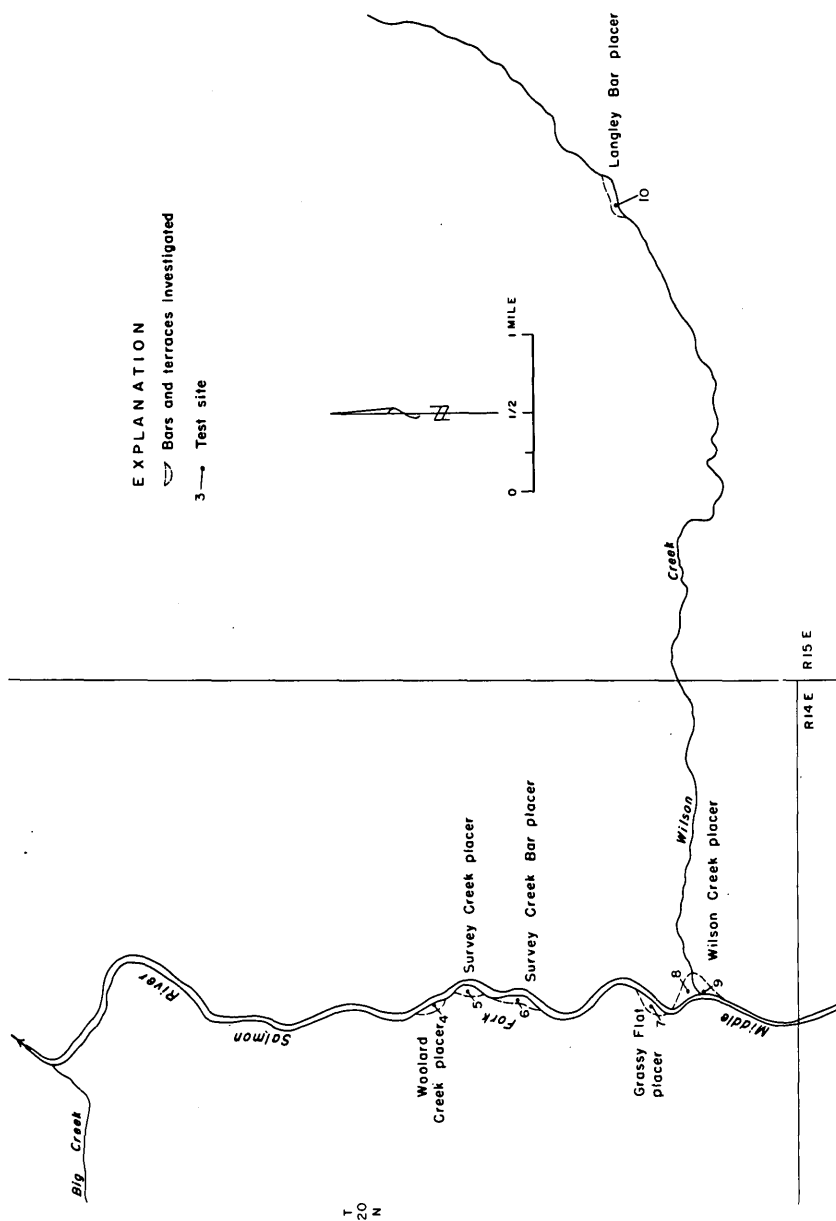 EXPLANATION
Bars and terraces investigated
3 Test site
N
0
1/2
1 MILE
Langley Bar placer
10
Big Creek
River
Salmon
Fork
Middle
Woolard
Creek placer
4
Survey Creek placer
5
Survey Creek Bar placer
6
Grassy Flat
placer
7
8
9
Wilson Creek placer
Wilson
Creek
R14E
R15E
T
20
N